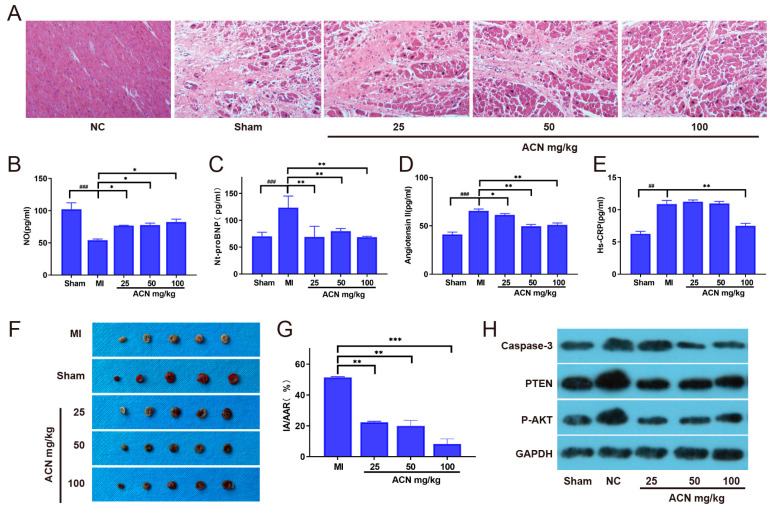 A
NC
Sham
25
50
100
ACN mg/kg
B
NO(pg/ml)
150
100
50
0
###
*
*
*
Sham
MI
25
50
100
ACN mg/kg
C
Nt-proBNP( pg/ml)
200
150
100
50
0
###
**
**
**
Sham
MI
25
50
100
ACN mg/kg
D
Angiotensin II(pg/ml)
100
50
0
###
*
**
**
Sham
MI
25
50
100
ACN mg/kg
E
Hs-CRP(pg/ml)
15
10
5
0
##
**
Sham
MI
25
50
100
ACN mg/kg
F
MI
Sham
25
50
100
ACN mg/kg
G
IA/AAR( %)
60
40
20
0
**
**
***
MI
25
50
100
ACN mg/kg
H
Caspase-3
PTEN
P-AKT
GAPDH
Sham
NC
25
50
100
ACN mg/kg